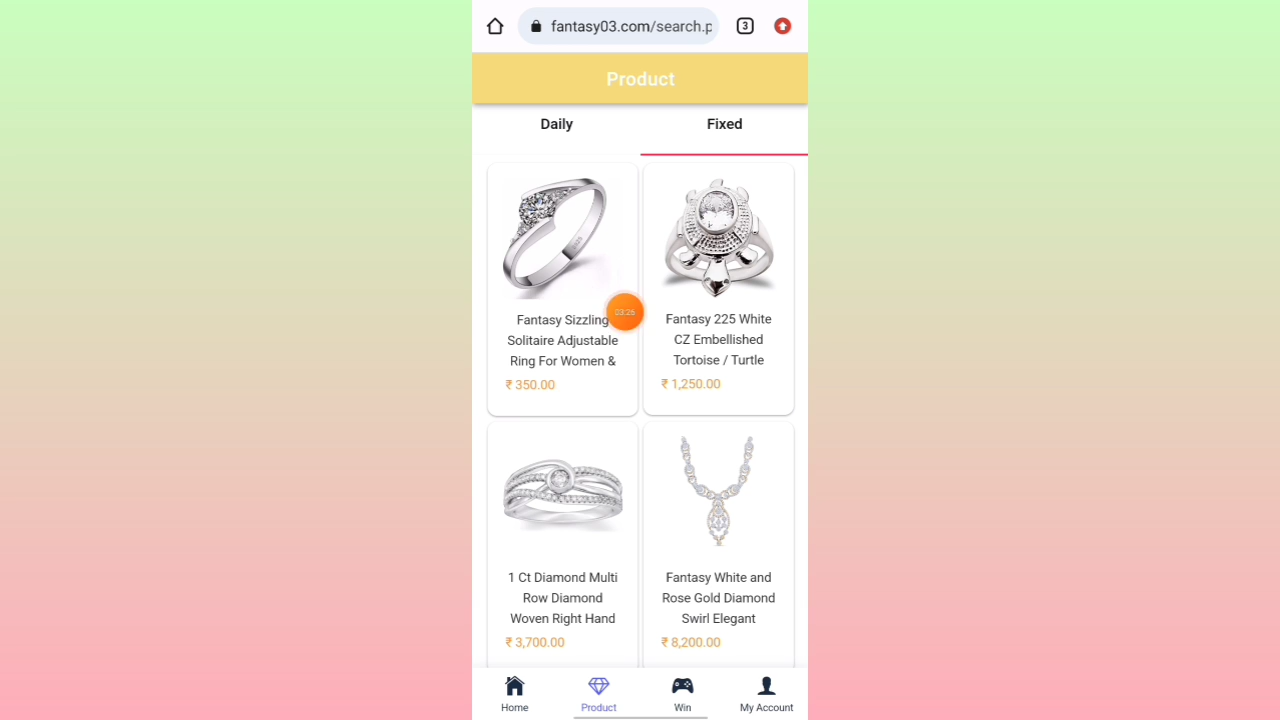 fantasy03.com/search.p
3
Product
Daily
Fixed
03:26
Fantasy Sizzling
Solitaire Adjustable
Ring For Women &
₹ 350.00
Fantasy 225 White
CZ Embellished
Tortoise / Turtle
₹ 1,250.00
1 Ct Diamond Multi
Row Diamond
Woven Right Hand
₹ 3,700.00
Fantasy White and
Rose Gold Diamond
Swirl Elegant
₹ 8,200.00
Home
Product
Win
My Account